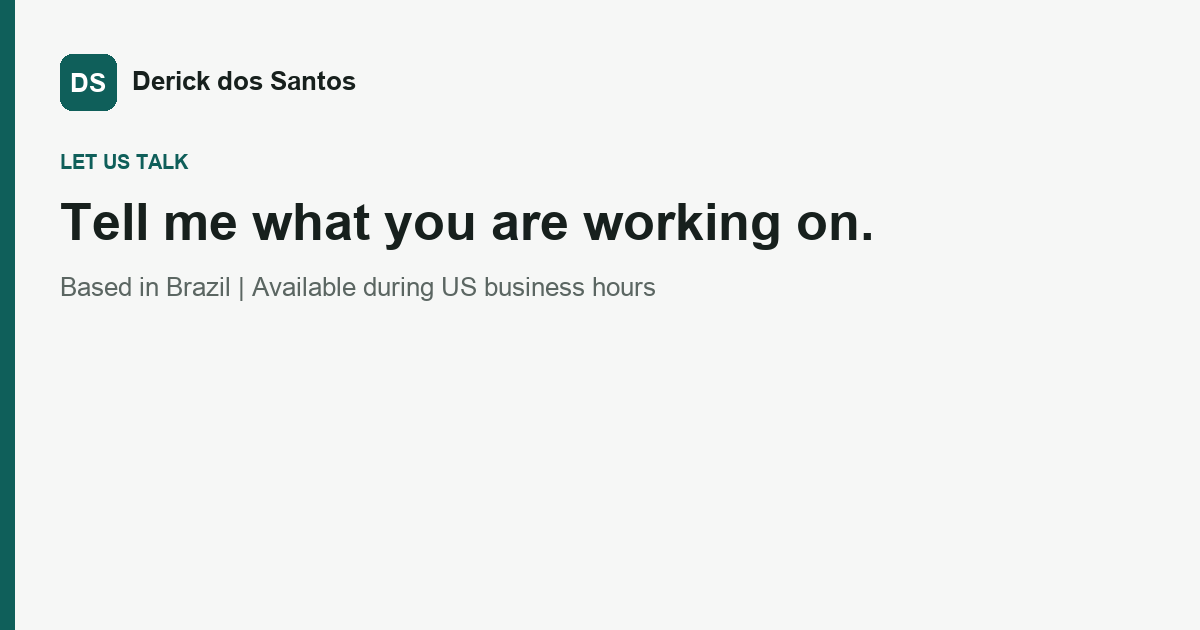 DS
Derick dos Santos
LET US TALK
Tell me what you are working on.
Based in Brazil | Available during US business hours